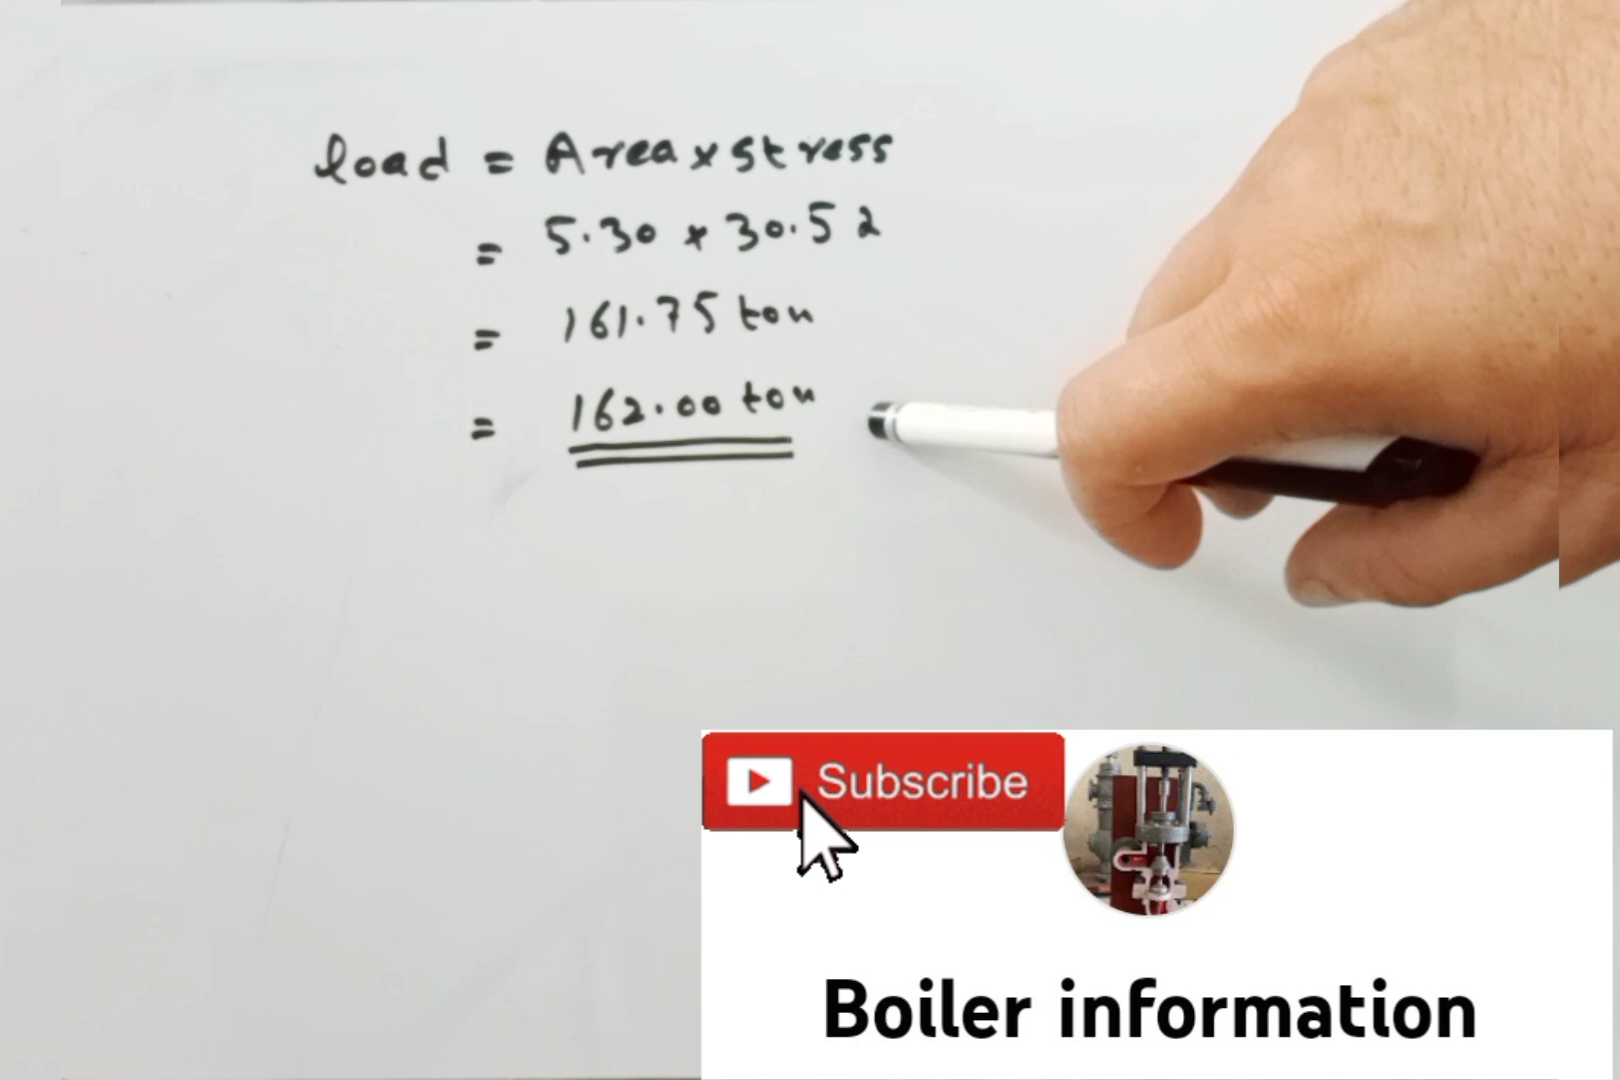 load = Area x stress
= 5.30 x 30.52
= 161.75 ton
= 162.00 ton
Subscribe
Boiler information